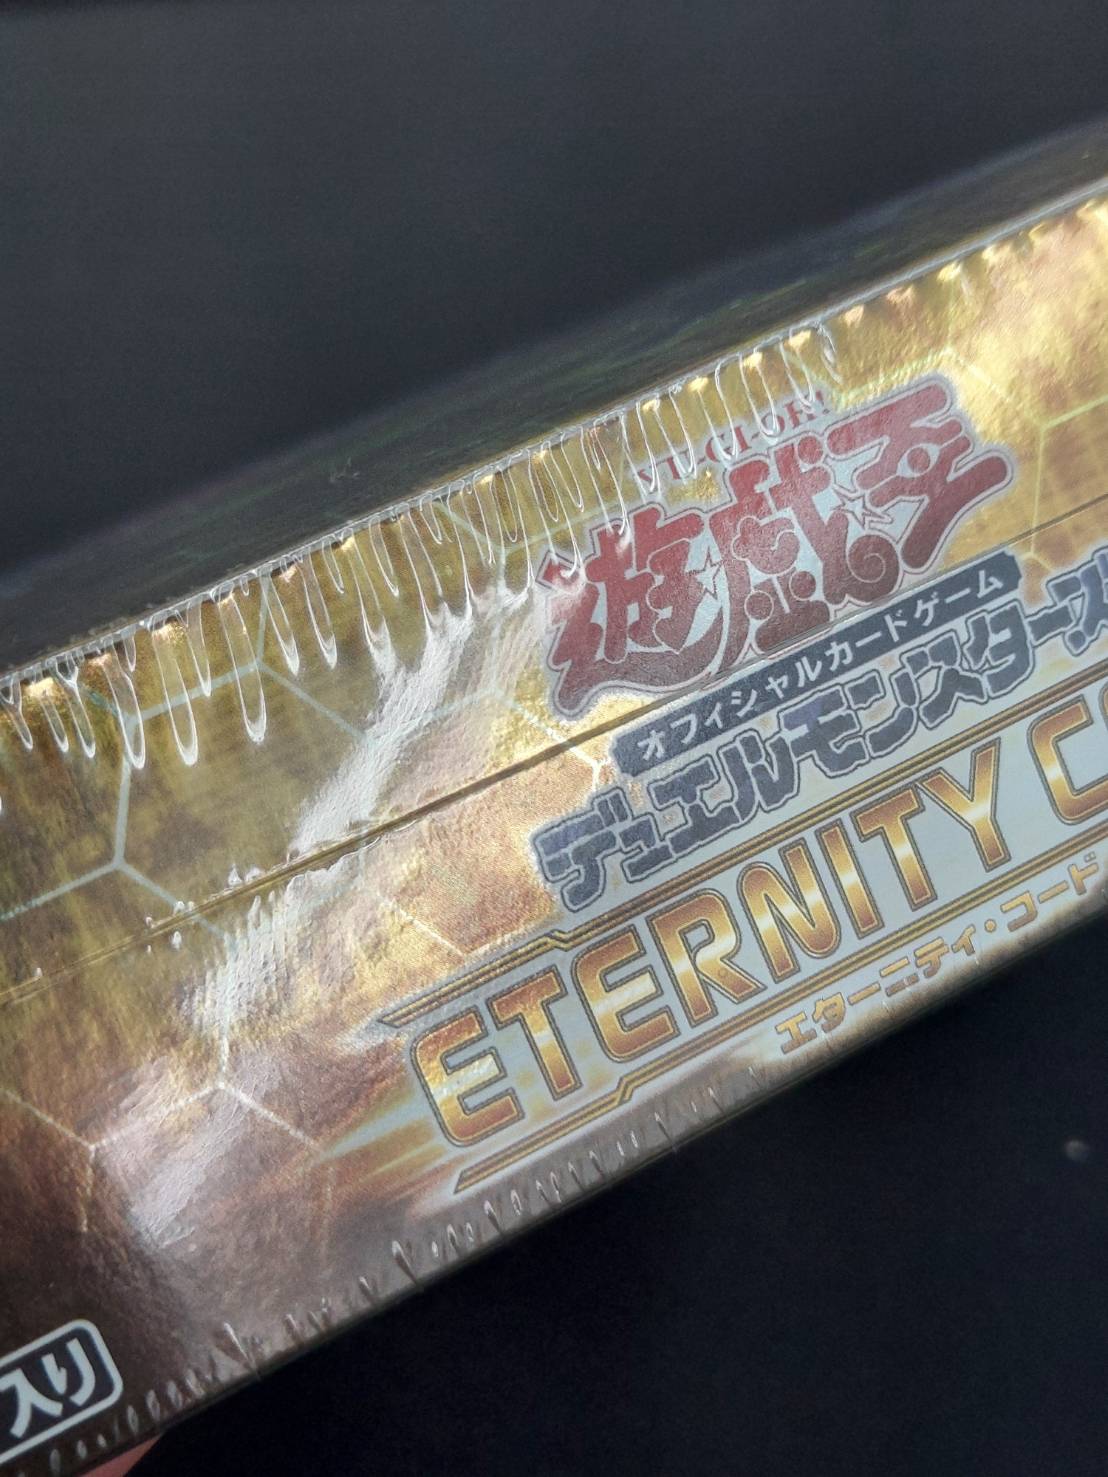 YU-GI-OH!
遊戯王
オフィシャルカードゲーム
デュエルモンスターズ
ETERNITY
エターニティ・コード
入り